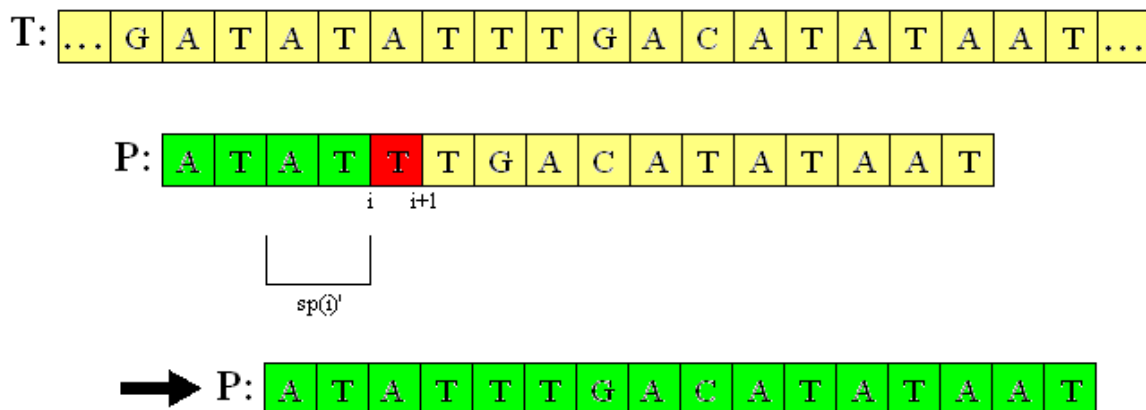 T: ... G A T A T A T T T G A C A T A T A A T ...
P: A T A T T T G A C A T A T A A T
i i+1
sp(i)'
P: A T A T T T G A C A T A T A A T